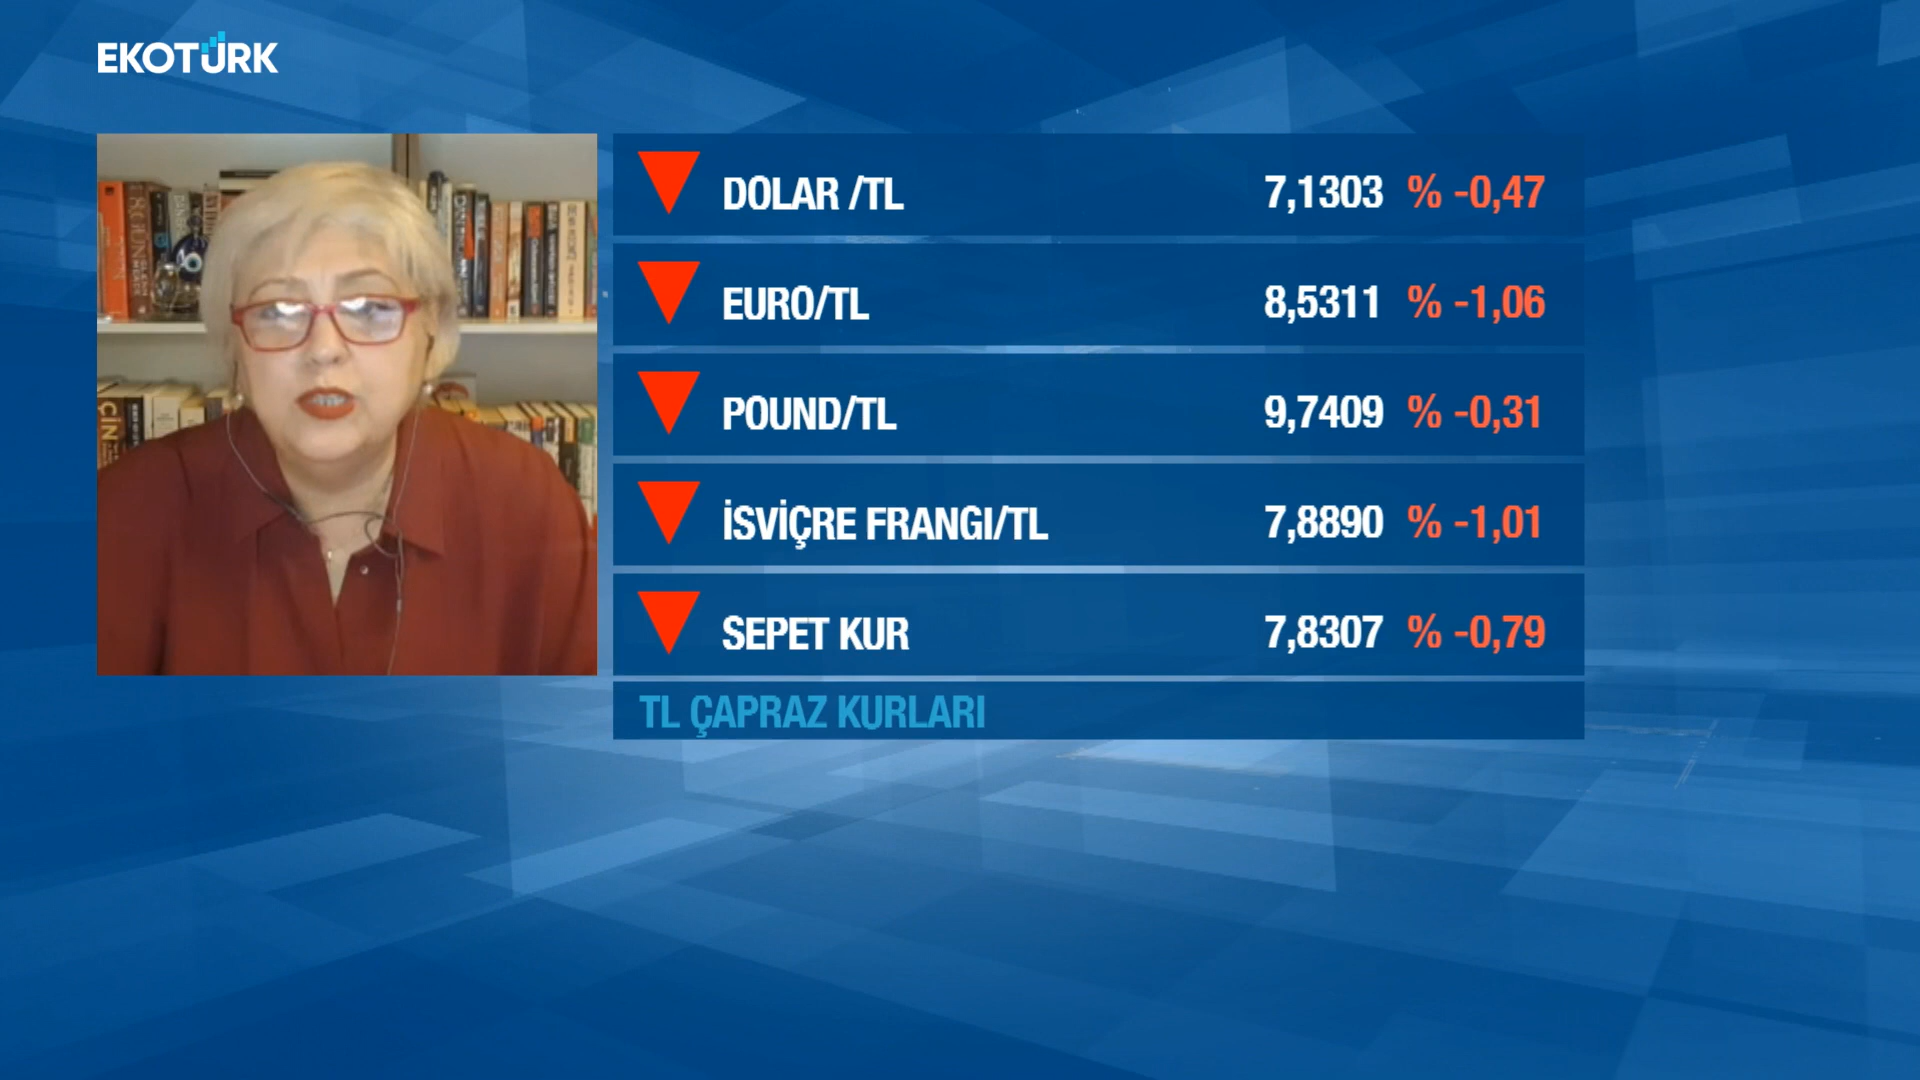 EKOTÜRK
DOLAR /TL 7,1303 % -0,47
EURO/TL 8,5311 % -1,06
POUND/TL 9,7409 % -0,31
İSVİÇRE FRANGI/TL 7,8890 % -1,01
SEPET KUR 7,8307 % -0,79
TL ÇAPRAZ KURLARI
ÇİN